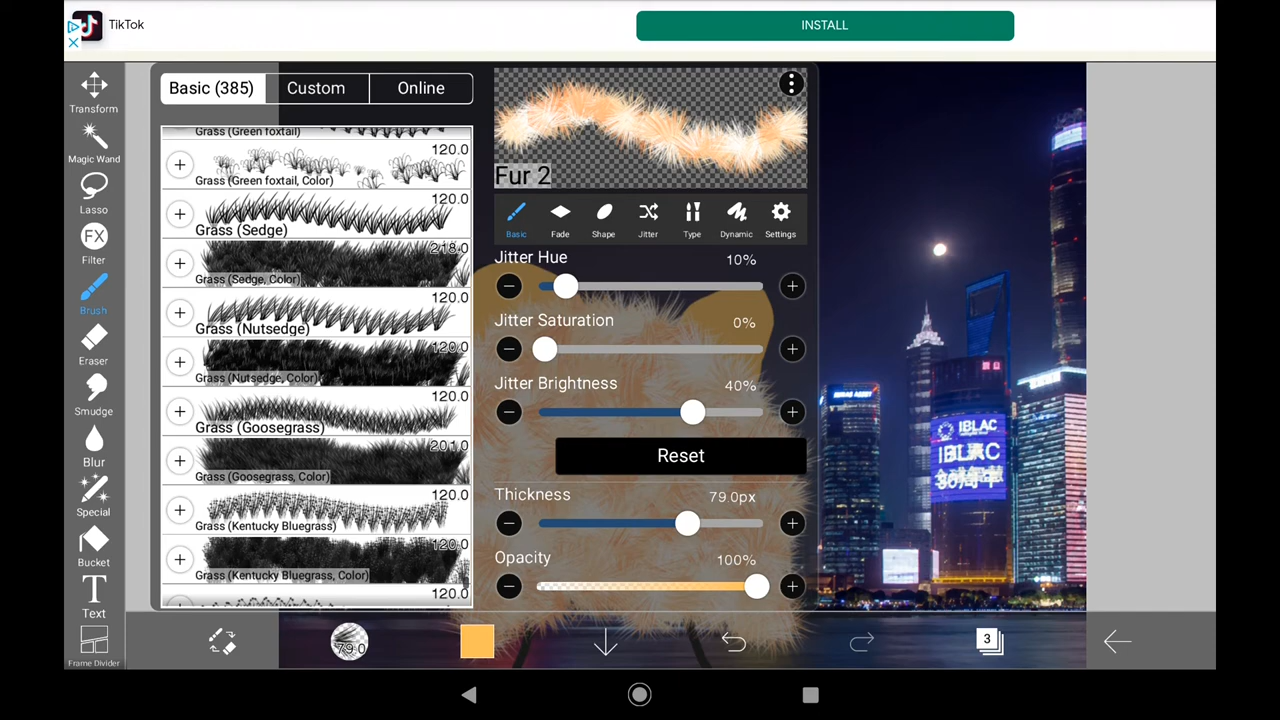 TikTok
INSTALL
Basic (385)
Custom
Online
Grass (Green foxtail)
120.0
Grass (Green foxtail, Color)
120.0
Grass (Sedge)
218.0
Grass (Sedge, Color)
120.0
Grass (Nutsedge)
120.0
Grass (Nutsedge, Color)
120.0
Grass (Goosegrass)
201.0
Grass (Goosegrass, Color)
120.0
Grass (Kentucky Bluegrass)
120.0
Grass (Kentucky Bluegrass, Color)
120.0
Fur 2
Basic
Fade
Shape
Jitter
Type
Dynamic
Settings
Jitter Hue
10%
Jitter Saturation
0%
Jitter Brightness
40%
Reset
Thickness
79.0px
Opacity
100%
Transform
Magic Wand
Lasso
FX
Filter
Brush
Eraser
Smudge
Blur
Special
Bucket
T
Text
Frame Divider
79.0
3
IBLAC